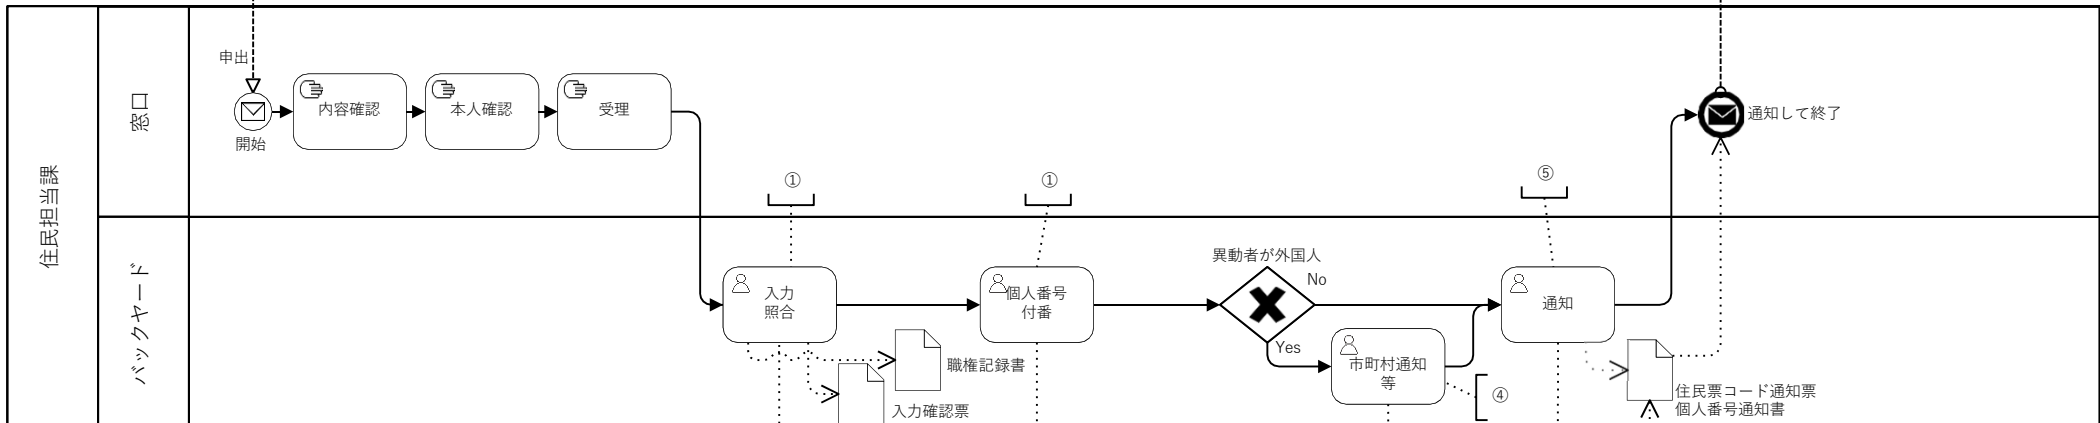 住民担当課
窓口
申出
開始
内容確認
本人確認
受理
通知して終了
①
①
⑤
バックヤード
入力
照合
個人番号
付番
異動者が外国人
No
Yes
市町村通知
等
④
通知
職権記録書
入力確認票
住民票コード通知票
個人番号通知書